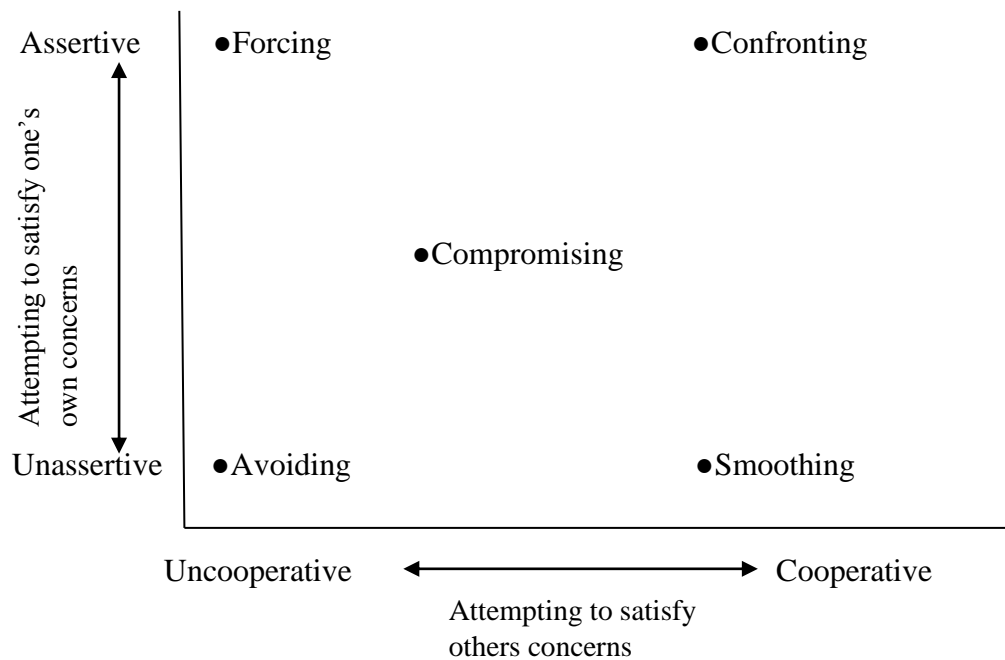 Assertive
●Forcing
●Confronting
Attempting to satisfy one’s
own concerns
●Compromising
Unassertive
●Avoiding
●Smoothing
Uncooperative
Cooperative
Attempting to satisfy
others concerns